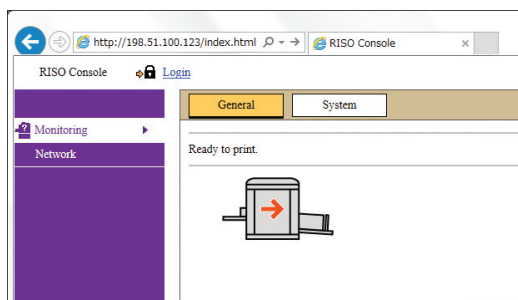 http://198.51.100.123/index.html
RISO Console
RISO Console
Login
General
System
Monitoring
Network
Ready to print.